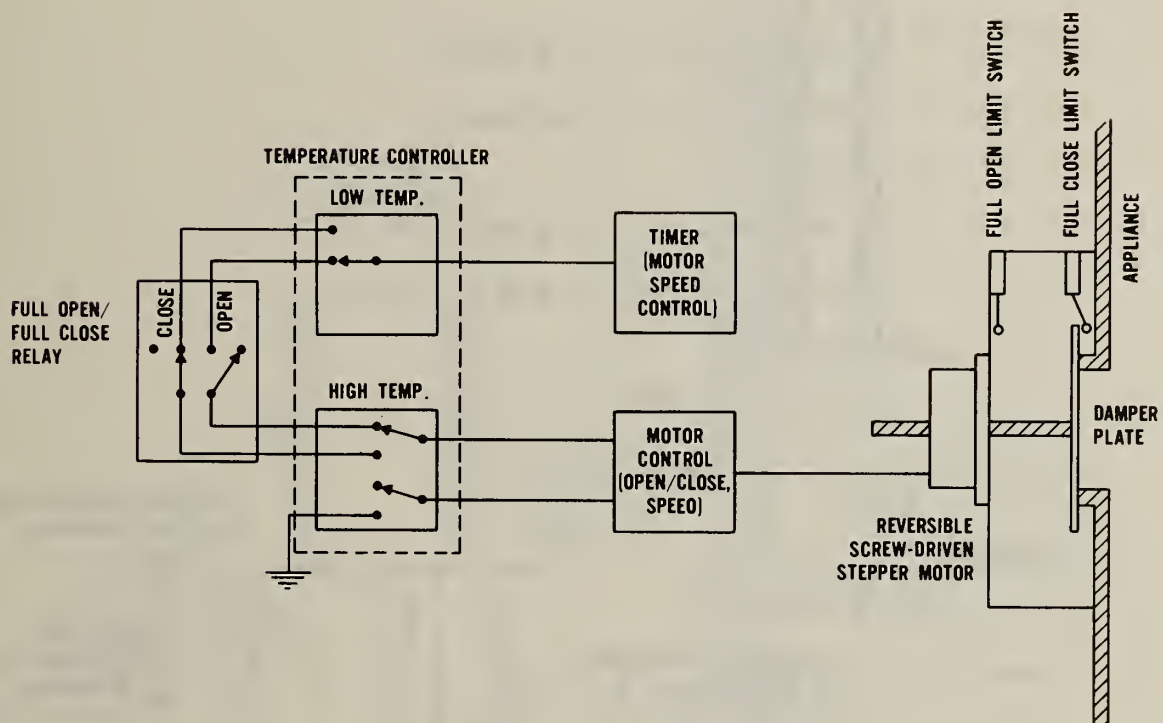 TEMPERATURE CONTROLLER
LOW TEMP.
TIMER
(MOTOR
SPEED
CONTROL)
FULL OPEN/
FULL CLOSE
RELAY
CLOSE
OPEN
HIGH TEMP.
MOTOR
CONTROL
(OPEN/CLOSE,
SPEED)
REVERSIBLE
SCREW-DRIVEN
STEPPER MOTOR
FULL OPEN LIMIT SWITCH
FULL CLOSE LIMIT SWITCH
APPLIANCE
DAMPER
PLATE